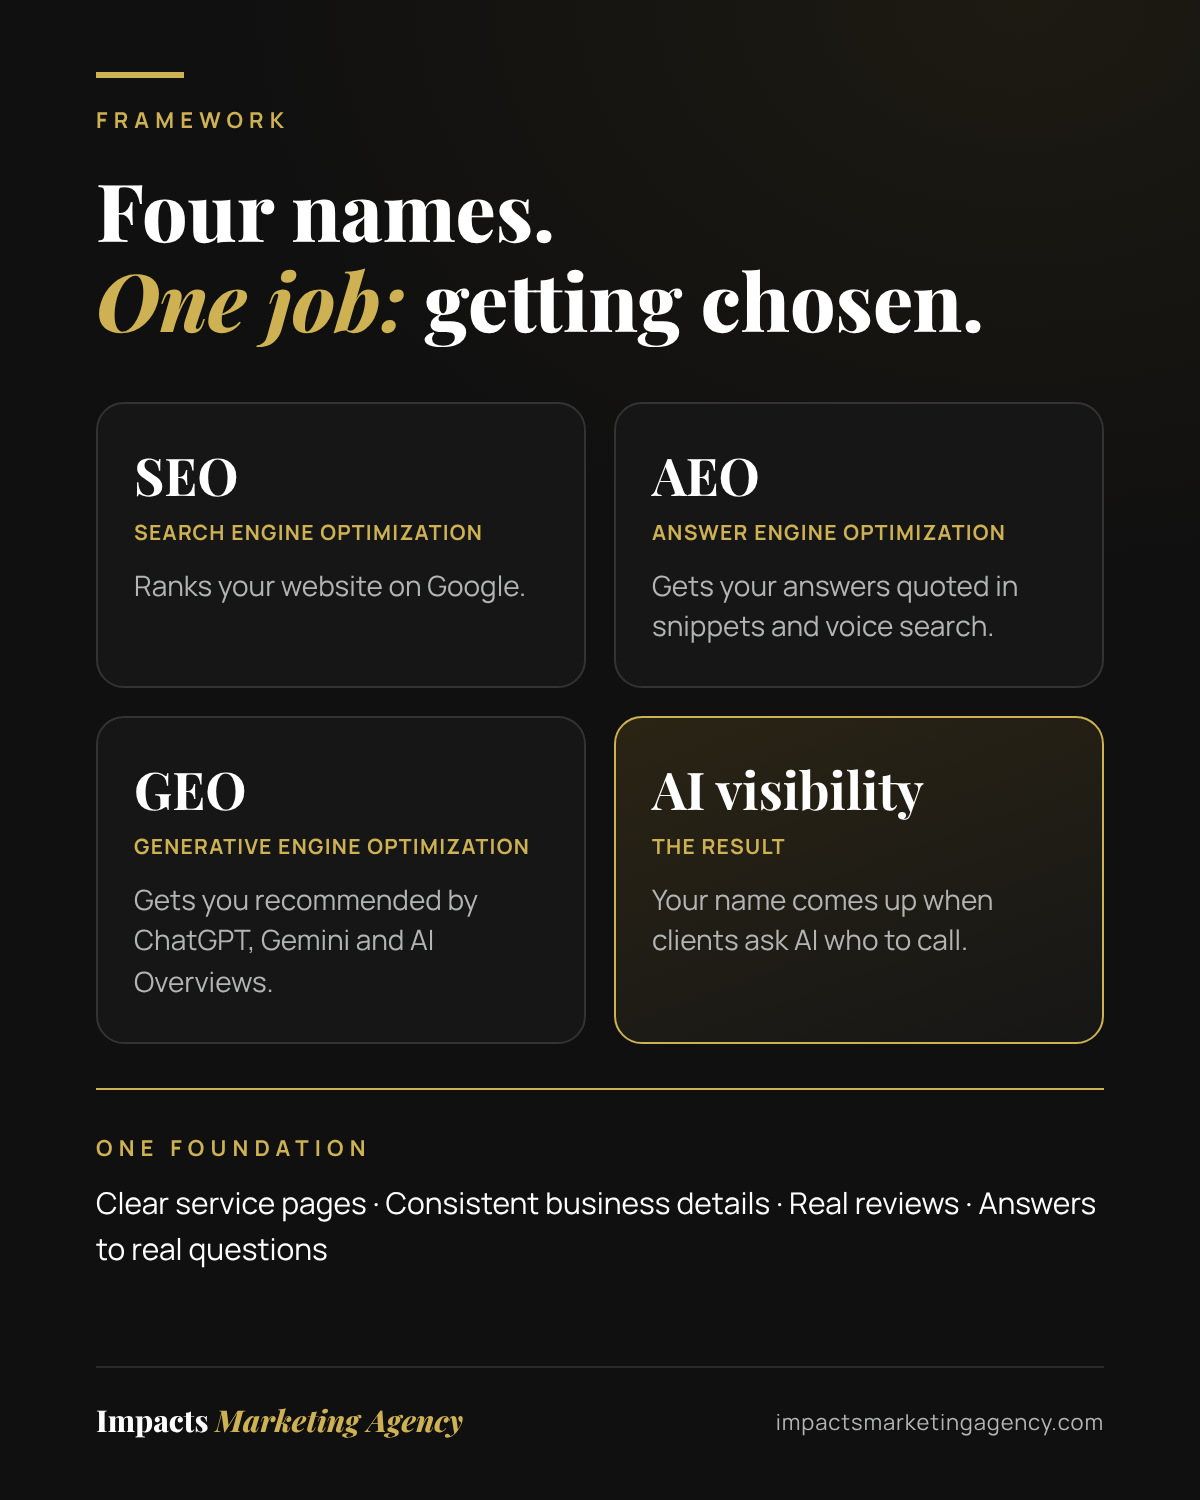 FRAMEWORK
Four names.
One job: getting chosen.
SEO
SEARCH ENGINE OPTIMIZATION
Ranks your website on Google.
AEO
ANSWER ENGINE OPTIMIZATION
Gets your answers quoted in
snippets and voice search.
GEO
GENERATIVE ENGINE OPTIMIZATION
Gets you recommended by
ChatGPT, Gemini and AI
Overviews.
AI visibility
THE RESULT
Your name comes up when
clients ask AI who to call.
ONE FOUNDATION
Clear service pages · Consistent business details · Real reviews · Answers
to real questions
Impacts Marketing Agency
impactsmarketingagency.com